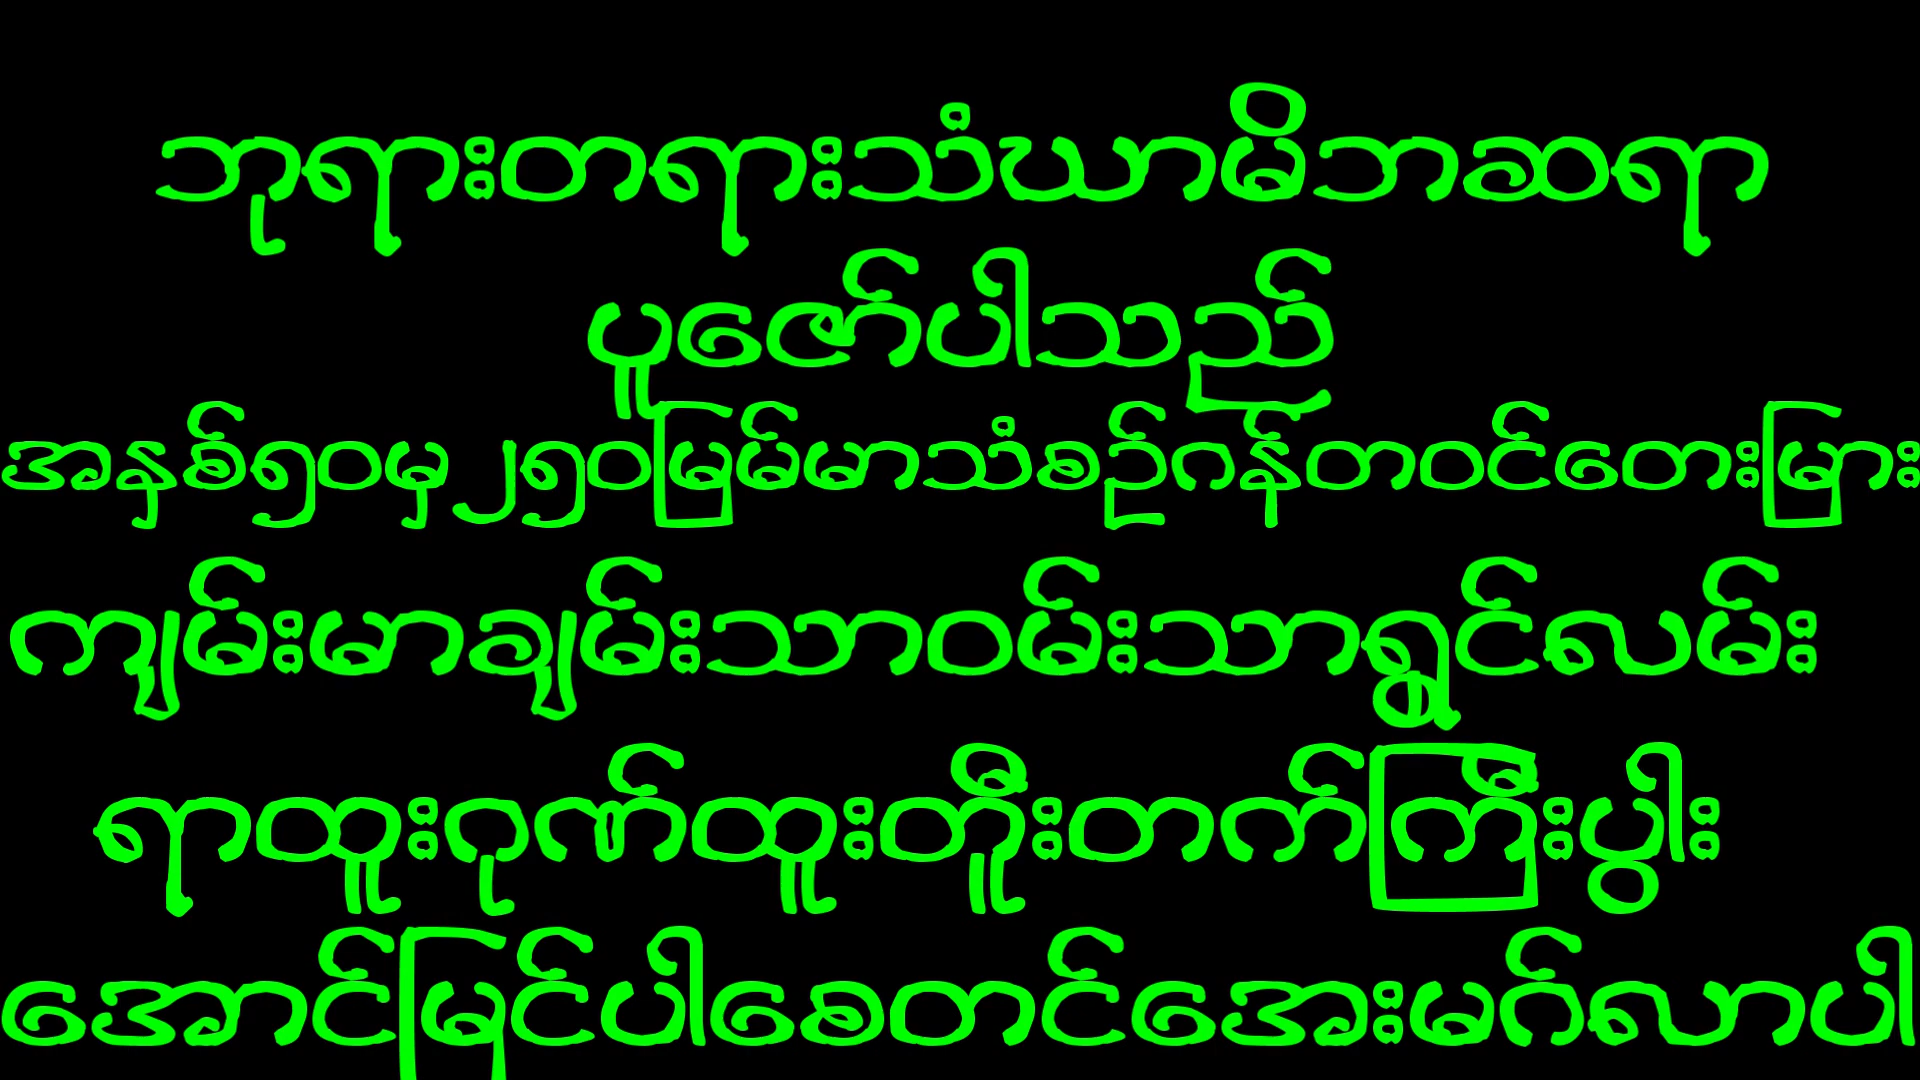 ဘုရားတရားသံဃာမိဘဆရာ
ပူဇော်ပါသည်
အနှစ်၅၀မှ၂၅၀မြမ်မာသံစဉ်ဂန်တဝင်တေးမြား
ကျမ်းမာချမ်းသာဝမ်းသာရွှင်လမ်း
ရာထူးဂုဏ်ထူးတိူးတက်ကြီးပွါး
အောင်မြင်ပါစေတင်အေးမင်္ဂလာပါ